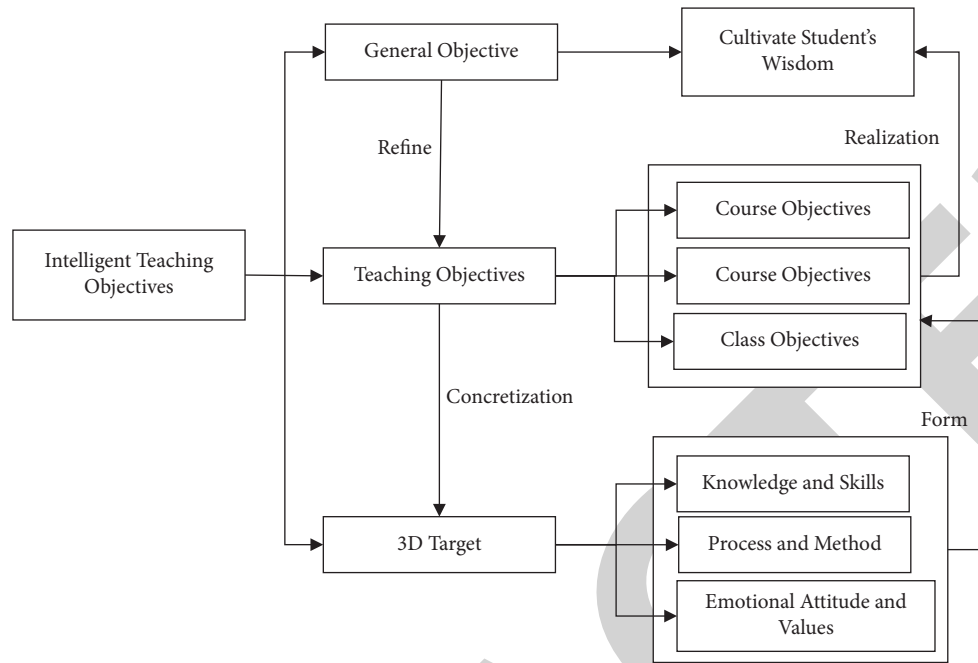 General Objective
Cultivate Student's
Wisdom
Refine
Realization
Course Objectives
Intelligent Teaching
Objectives
Teaching Objectives
Course Objectives
Class Objectives
Concretization
Form
Knowledge and Skills
3D Target
Process and Method
Emotional Attitude and
Values